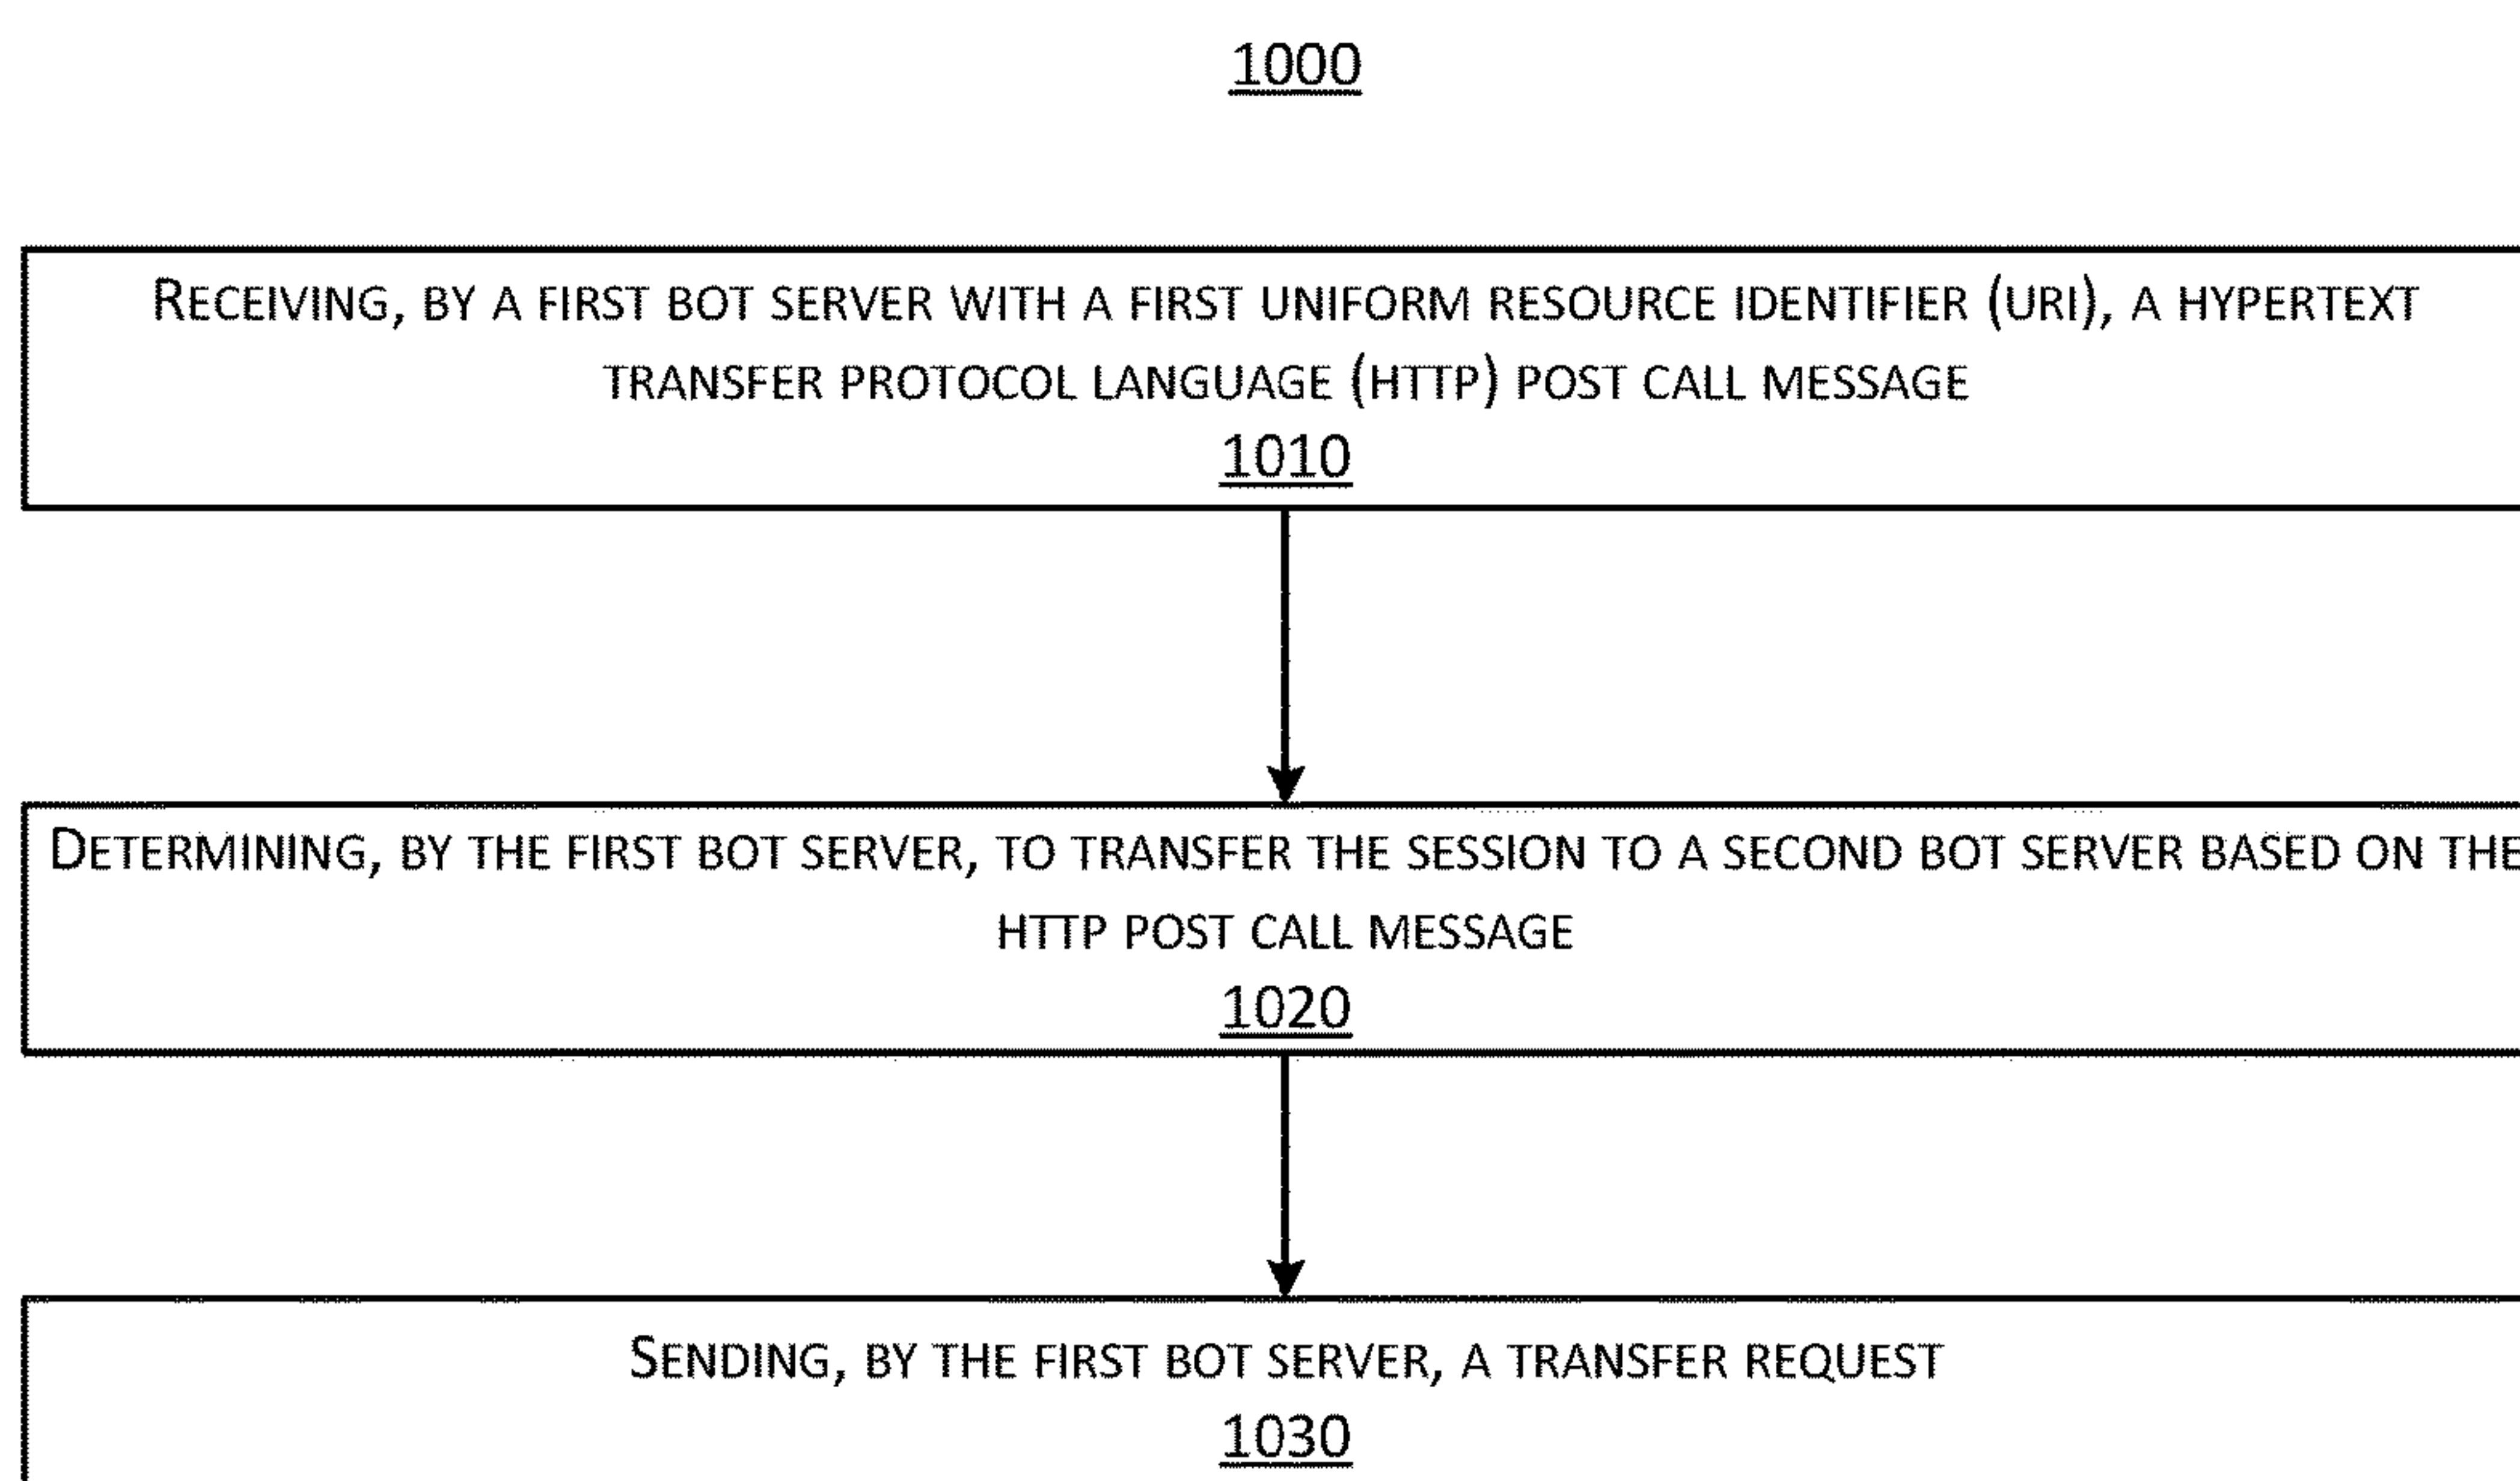 1000
Receiving, by a first bot server with a first uniform resource identifier (URI), a hypertext
transfer protocol language (HTTP) post call message
1010
Determining, by the first bot server, to transfer the session to a second bot server based on the
HTTP post call message
1020
Sending, by the first bot server, a transfer request
1030